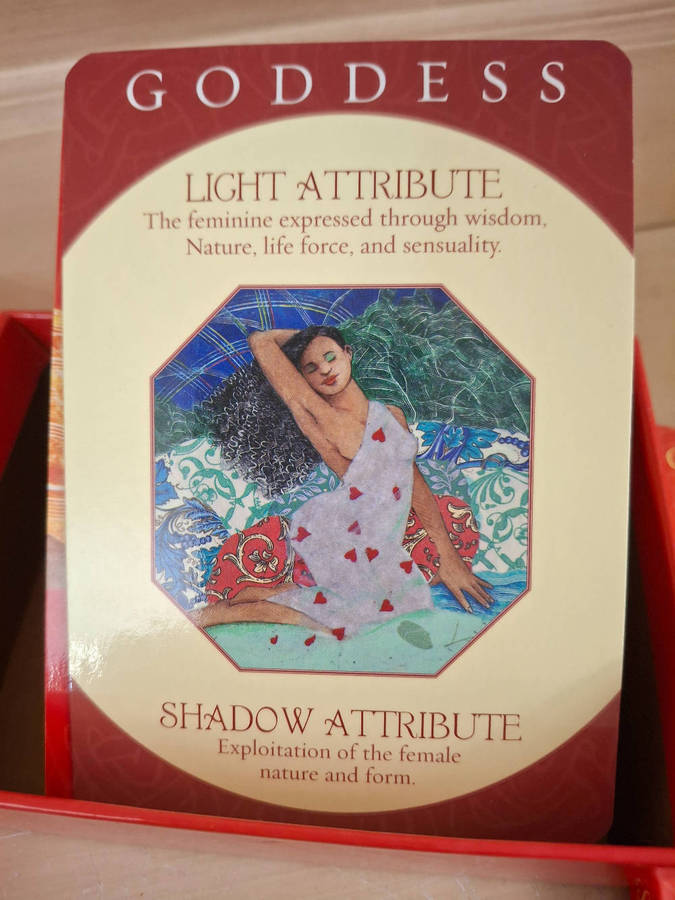 GODDESS
LIGHT ATTRIBUTE
The feminine expressed through wisdom,
Nature, life force, and sensuality.
SHADOW ATTRIBUTE
Exploitation of the female
nature and form.